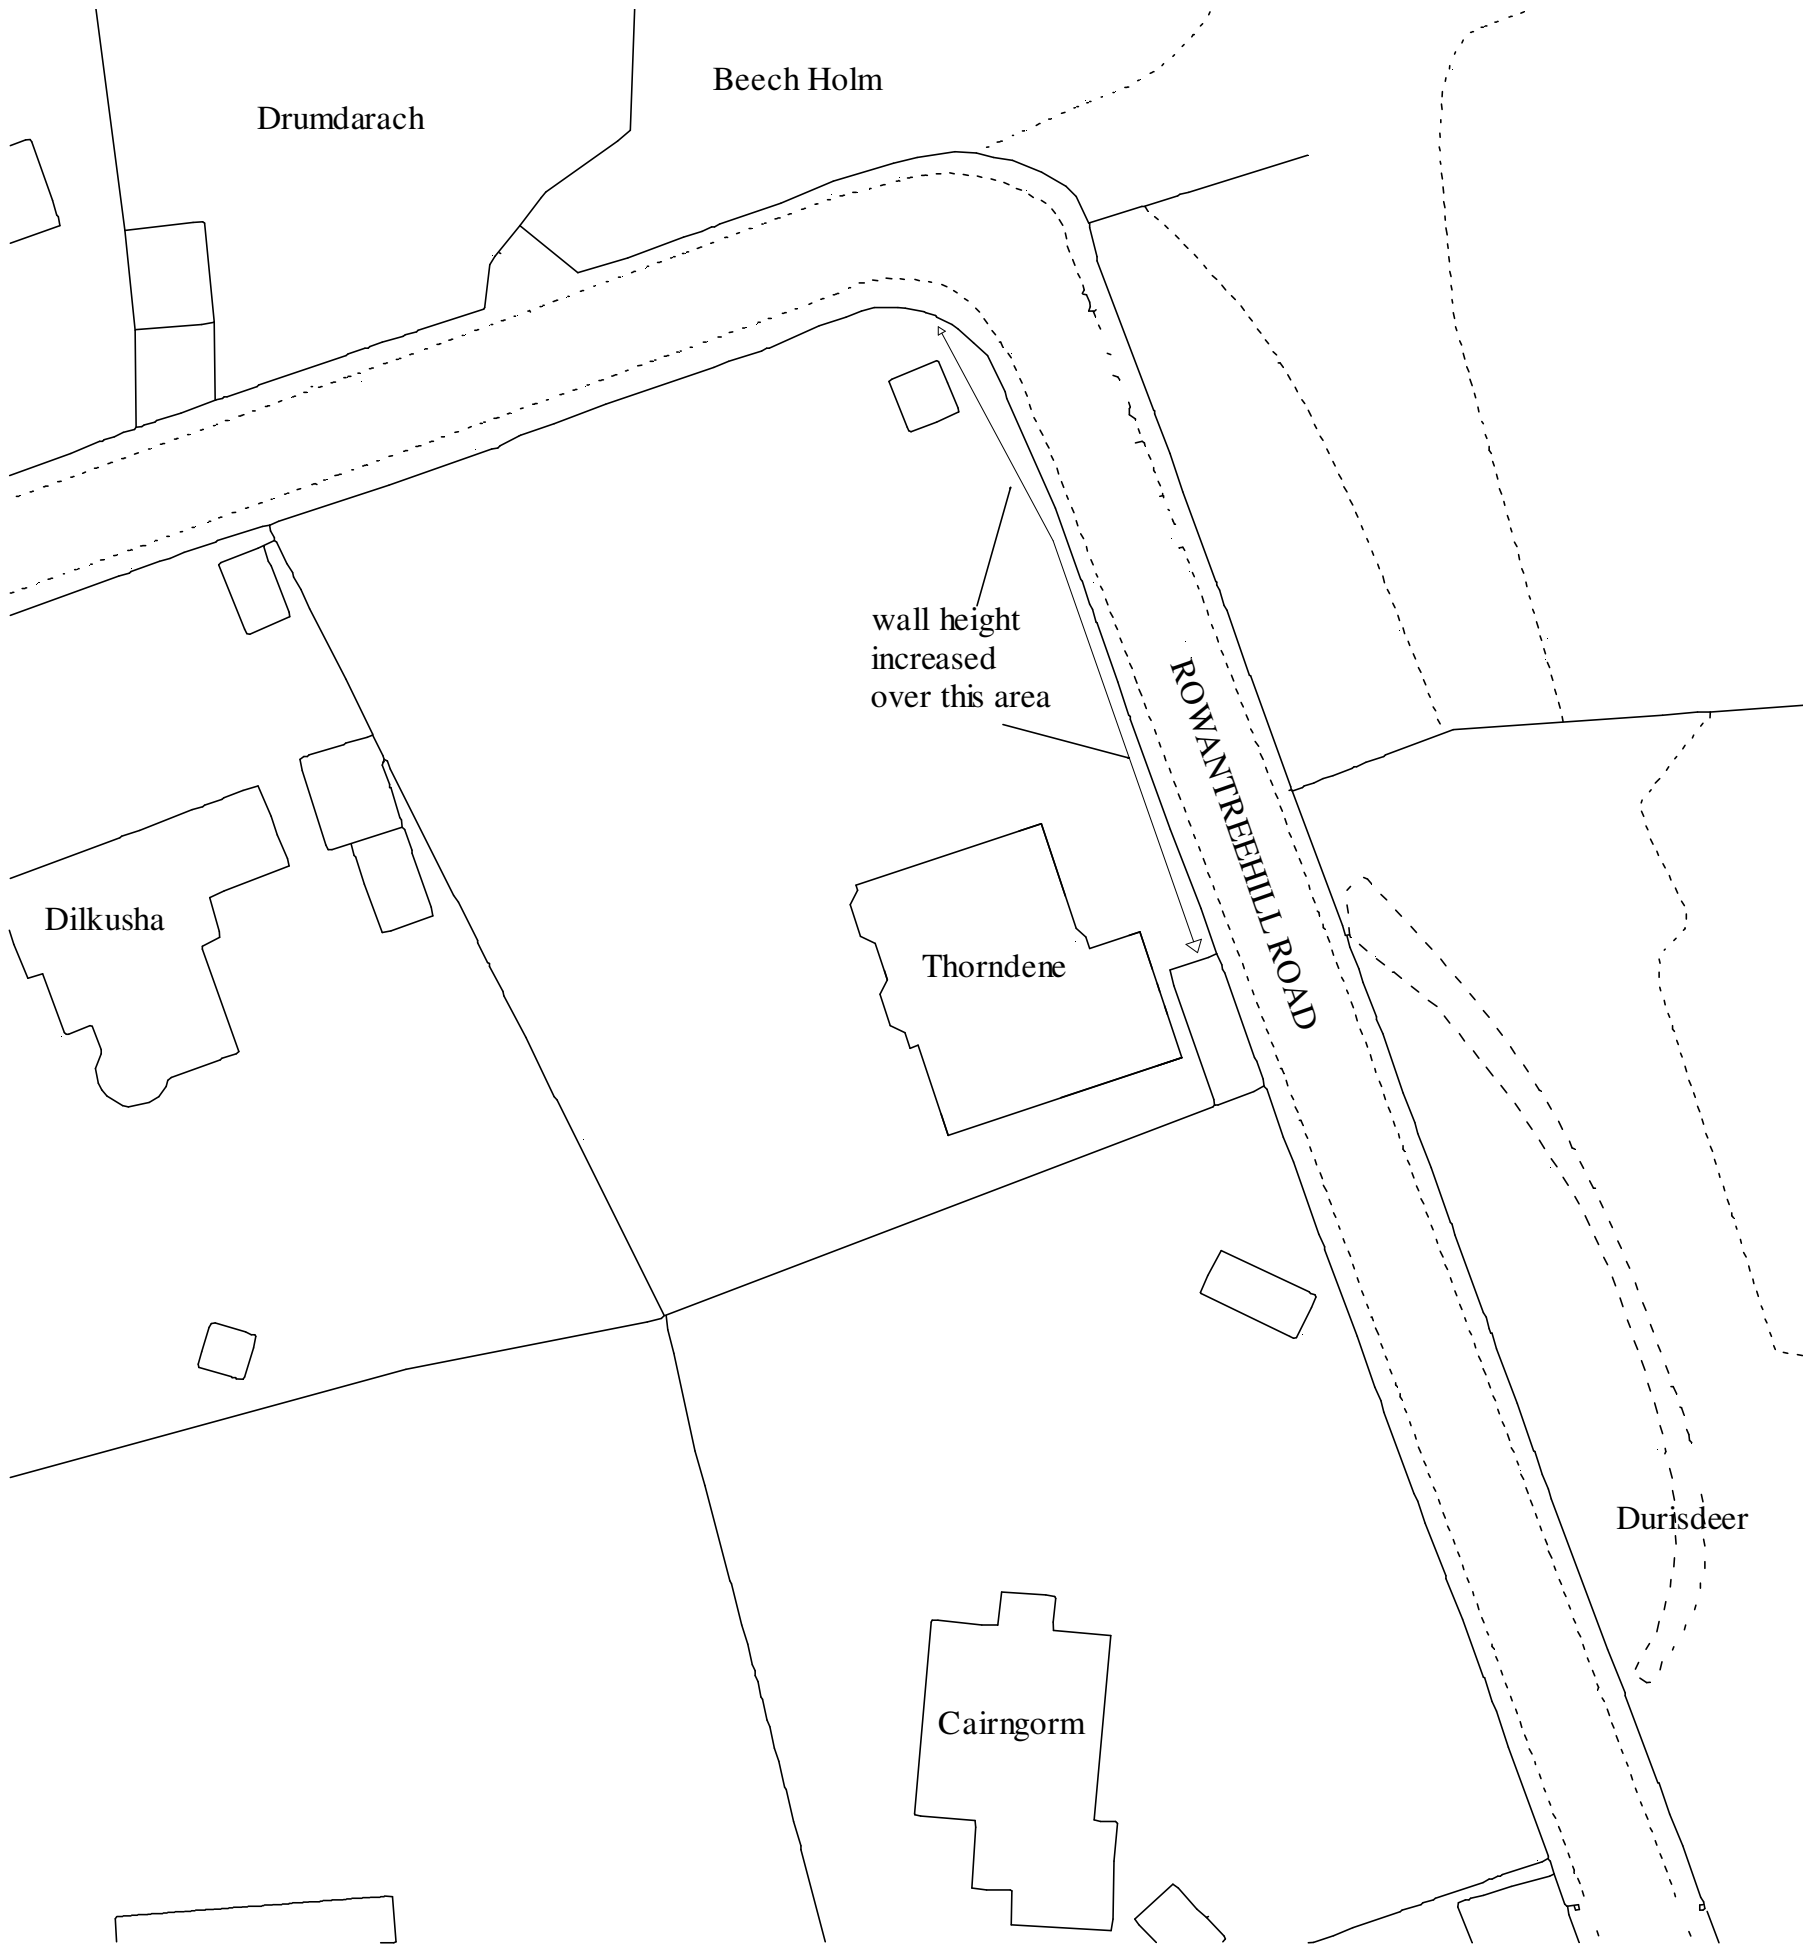 Beech Holm
Drumdarach
wall height
increased
over this area
ROWANTREEHILL ROAD
Dilkusha
Thorndene
Durisdeer
Cairngorm